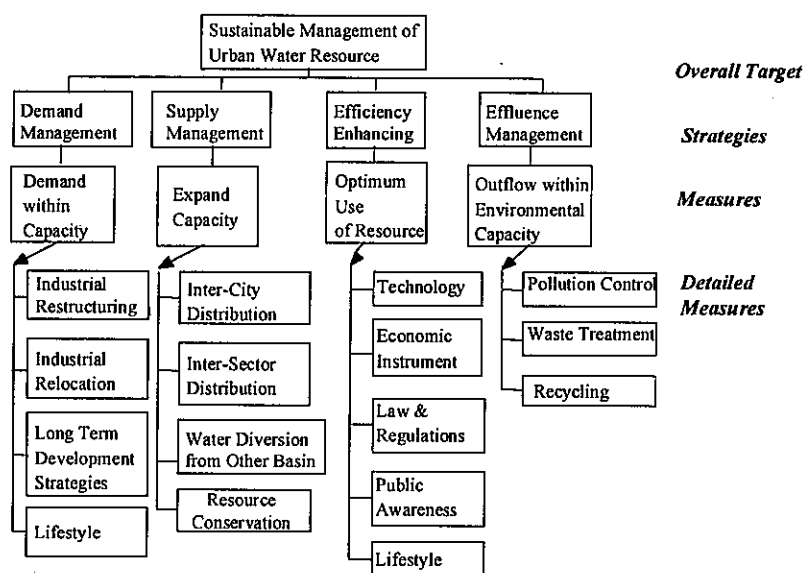 Sustainable Management of
Urban Water Resource
Overall Target
Demand
Management
Supply
Management
Efficiency
Enhancing
Effluence
Management
Strategies
Demand
within
Capacity
Expand
Capacity
Optimum
Use
of Resource
Outflow within
Environmental
Capacity
Measures
Detailed
Measures
Industrial
Restructuring
Industrial
Relocation
Long Term
Development
Strategies
Lifestyle
Inter-City
Distribution
Inter-Sector
Distribution
Water Diversion
from Other Basin
Resource
Conservation
Technology
Economic
Instrument
Law &
Regulations
Public
Awareness
Lifestyle
Pollution Control
Waste Treatment
Recycling